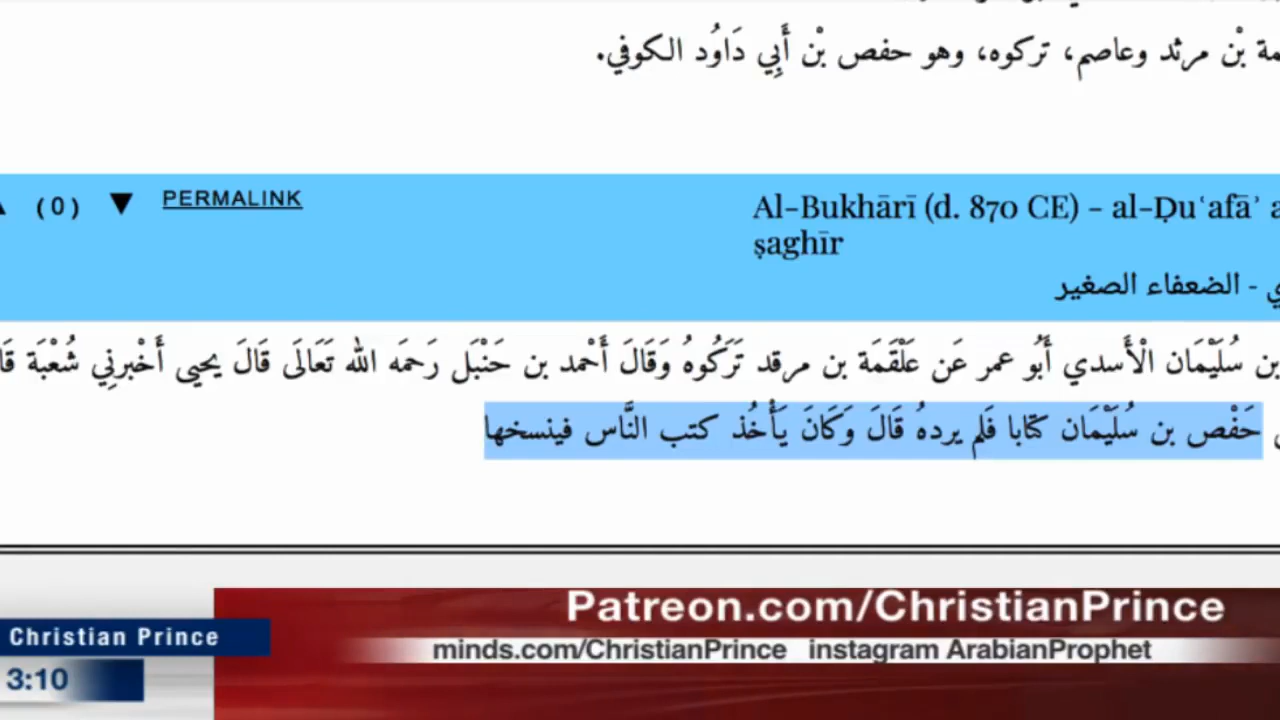 مة بْن مرثد وعاصم، تركوه، وهو حفص بْن أَبِي دَاوُد الكوفي.
(0) ▼ PERMALINK
Al-Bukhārī (d. 870 CE) - al-Ḍuʿafāʾ a
ṣaghīr
ي - الضعفاء الصغير
بن سُلَيْمَان الْأَسدي أَبُو عمر عَن عَلْقَمَة بن مرقد تَرَكُوهُ وَقَالَ أَحْمد بن حَنْبَل رَحمَه الله تَعَالَى قَالَ يحيى أَخْبرنِي شُعْبَة قَا
حَفْص بن سُلَيْمَان كتابا فَلم يردهُ قَالَ وَكَانَ يَأْخُذ كتب النَّاس فينسخها
Patreon.com/ChristianPrince
Christian Prince
minds.com/ChristianPrince instagram ArabianProphet
3:10